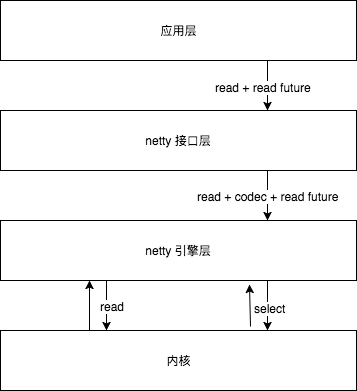 应用层
read + read future
netty 接口层
read + codec + read future
netty 引擎层
read
select
内核